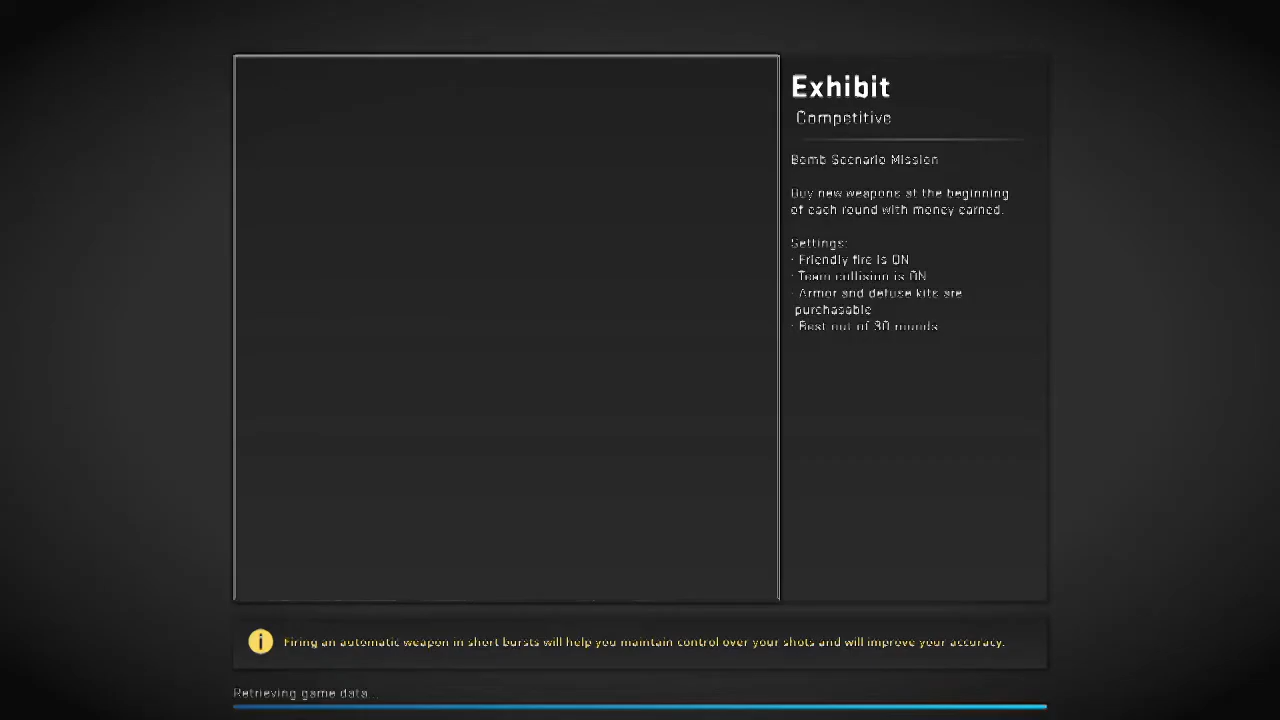 Exhibit
Competitive
Bomb Scenario Mission
Buy new weapons at the beginning
of each round with money earned.
Settings:
· Friendly fire is ON
· Team collision is ON
· Armor and defuse kits are
purchasable
· Best out of 30 rounds
Firing an automatic weapon in short bursts will help you maintain control over your shots and will improve your accuracy.
Retrieving game data...